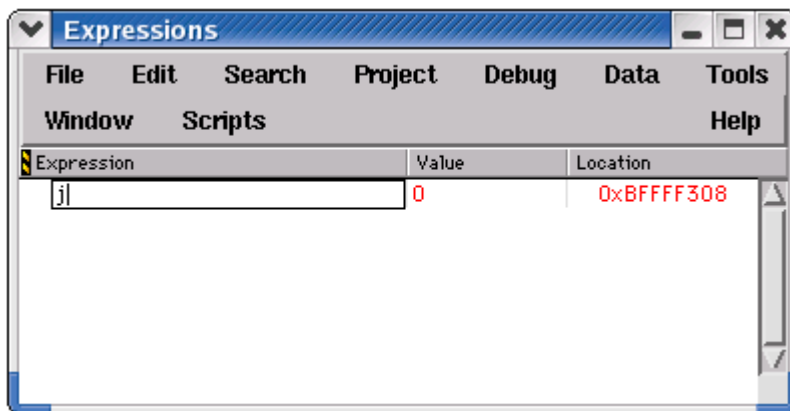 Expressions
File Edit Search Project Debug Data Tools
Window Scripts Help
Expression Value Location
j 0 0xBFFFF308